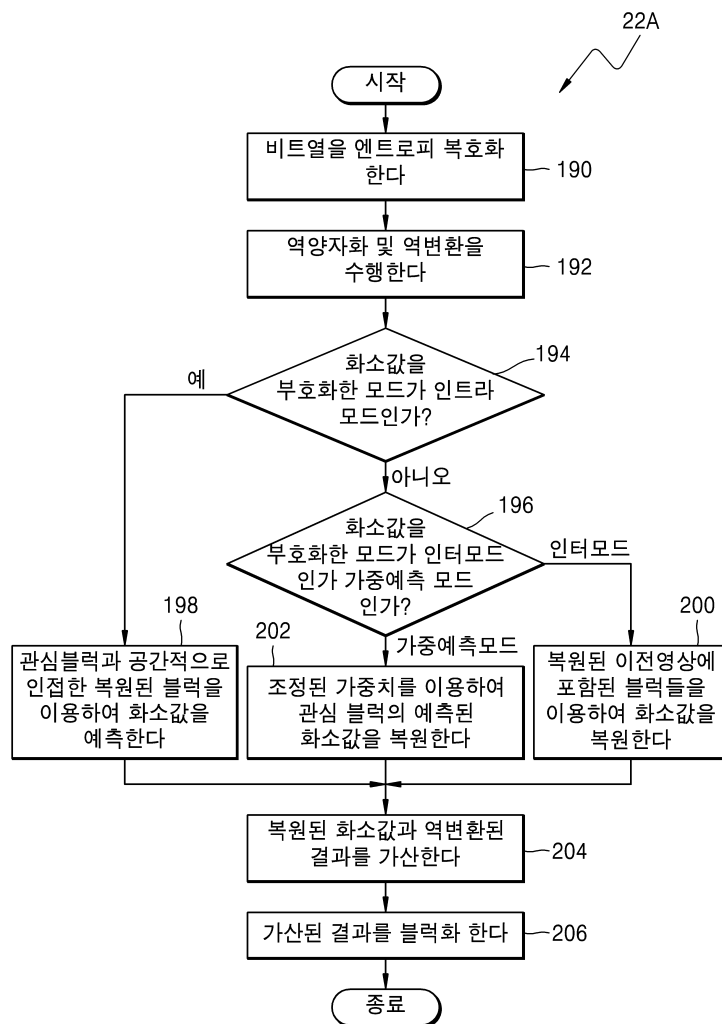 22A
시작
비트열을 엔트로피 복호화
한다
190
역양자화 및 역변환을
수행한다
192
화소값을
부호화한 모드가 인트라
모드인가?
194
예
아니오
화소값을
부호화한 모드가 인터모드
인가 가중예측 모드
인가?
196
인터모드
가중예측모드
198
관심블럭과 공간적으로
인접한 복원된 블럭을
이용하여 화소값을
예측한다
202
조정된 가중치를 이용하여
관심 블럭의 예측된
화소값을 복원한다
200
복원된 이전영상에
포함된 블럭들을
이용하여 화소값을
복원한다
복원된 화소값과 역변환된
결과를 가산한다
204
가산된 결과를 블럭화 한다
206
종료